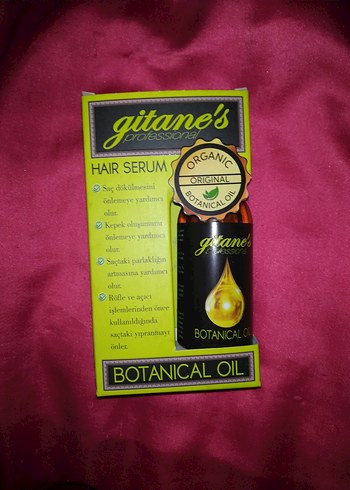 gitane's
professional
HAIR SERUM
ORGANIC
ORIGINAL
BOTANICAL OIL
Saç dökülmesini
önlemeye yardımcı
olur.
Kepek oluşumunu
önlemeye yardımcı
olur.
Saçtaki parlaklığın
artmasına yardımcı
olur.
Röfle ve açıcı
işlemlerinden önce
kullanıldığında
saçtaki yıpranmayı
önler.
gitane's
professional
BOTANICAL OIL
BOTANICAL OIL